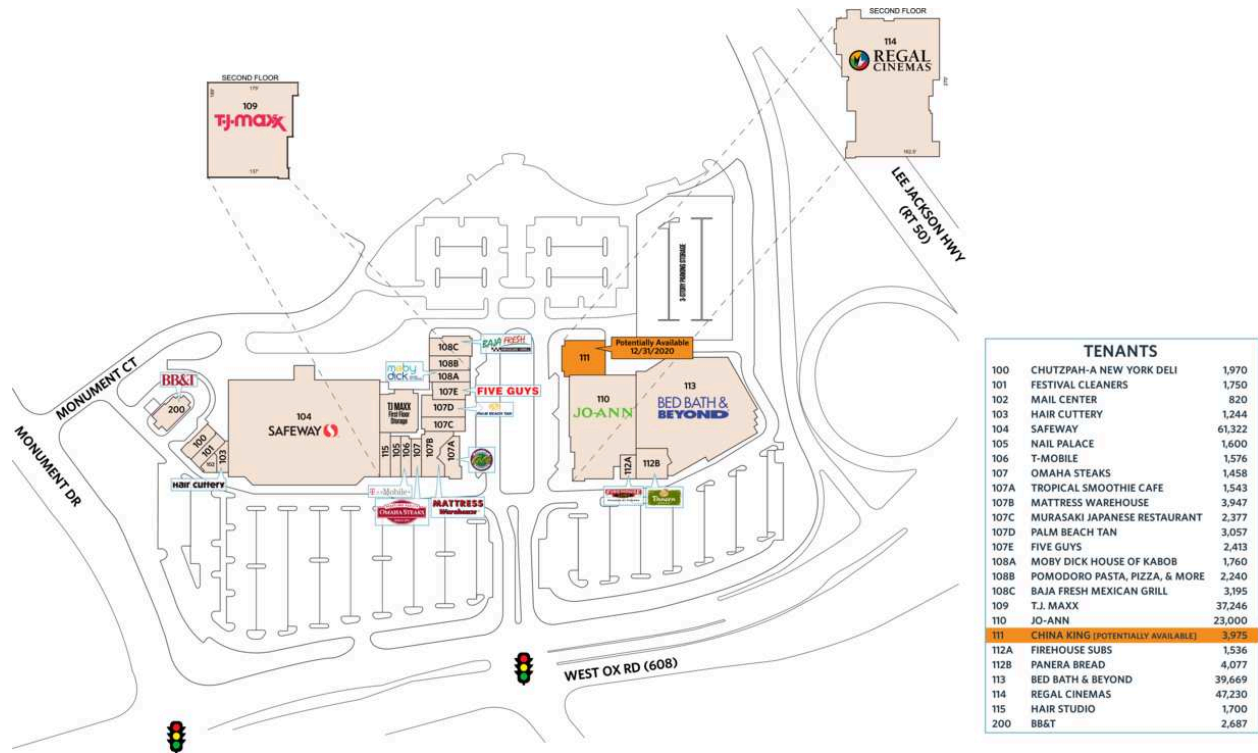 SECOND FLOOR
114
REGAL
CINEMAS
270'
162.5'
SECOND FLOOR
179'
109
T.J.maxx
137'
LEE JACKSON HWY
(RT 50)
3-STORY PARKING STORAGE
MONUMENT CT
MONUMENT DR
BB&T
200
100
101
102
103
Hair Cuttery
104
SAFEWAY
TJ MAXX
First Floor
Storage
108C
BAJA FRESH
moby
dick
108B
108A
107E
FIVE GUYS
107D
PALM BEACH TAN
107C
115
105
106
107
107B
107A
T-Mobile
OMAHA STEAKS
MATTRESS
Warehouse
111
Potentially Available
12/31/2020
110
JO-ANN
113
BED BATH &
BEYOND
112A
112B
FIREHOUSE
Panera
WEST OX RD (608)
TENANTS
100 CHUTZPAH-A NEW YORK DELI 1,970
101 FESTIVAL CLEANERS 1,750
102 MAIL CENTER 820
103 HAIR CUTTERY 1,244
104 SAFEWAY 61,322
105 NAIL PALACE 1,600
106 T-MOBILE 1,576
107 OMAHA STEAKS 1,458
107A TROPICAL SMOOTHIE CAFE 1,543
107B MATTRESS WAREHOUSE 3,947
107C MURASAKI JAPANESE RESTAURANT 2,377
107D PALM BEACH TAN 3,057
107E FIVE GUYS 2,413
108A MOBY DICK HOUSE OF KABOB 1,760
108B POMODORO PASTA, PIZZA, & MORE 2,240
108C BAJA FRESH MEXICAN GRILL 3,195
109 T.J. MAXX 37,246
110 JO-ANN 23,000
111 CHINA KING [POTENTIALLY AVAILABLE] 3,975
112A FIREHOUSE SUBS 1,536
112B PANERA BREAD 4,077
113 BED BATH & BEYOND 39,669
114 REGAL CINEMAS 47,230
115 HAIR STUDIO 1,700
200 BB&T 2,687